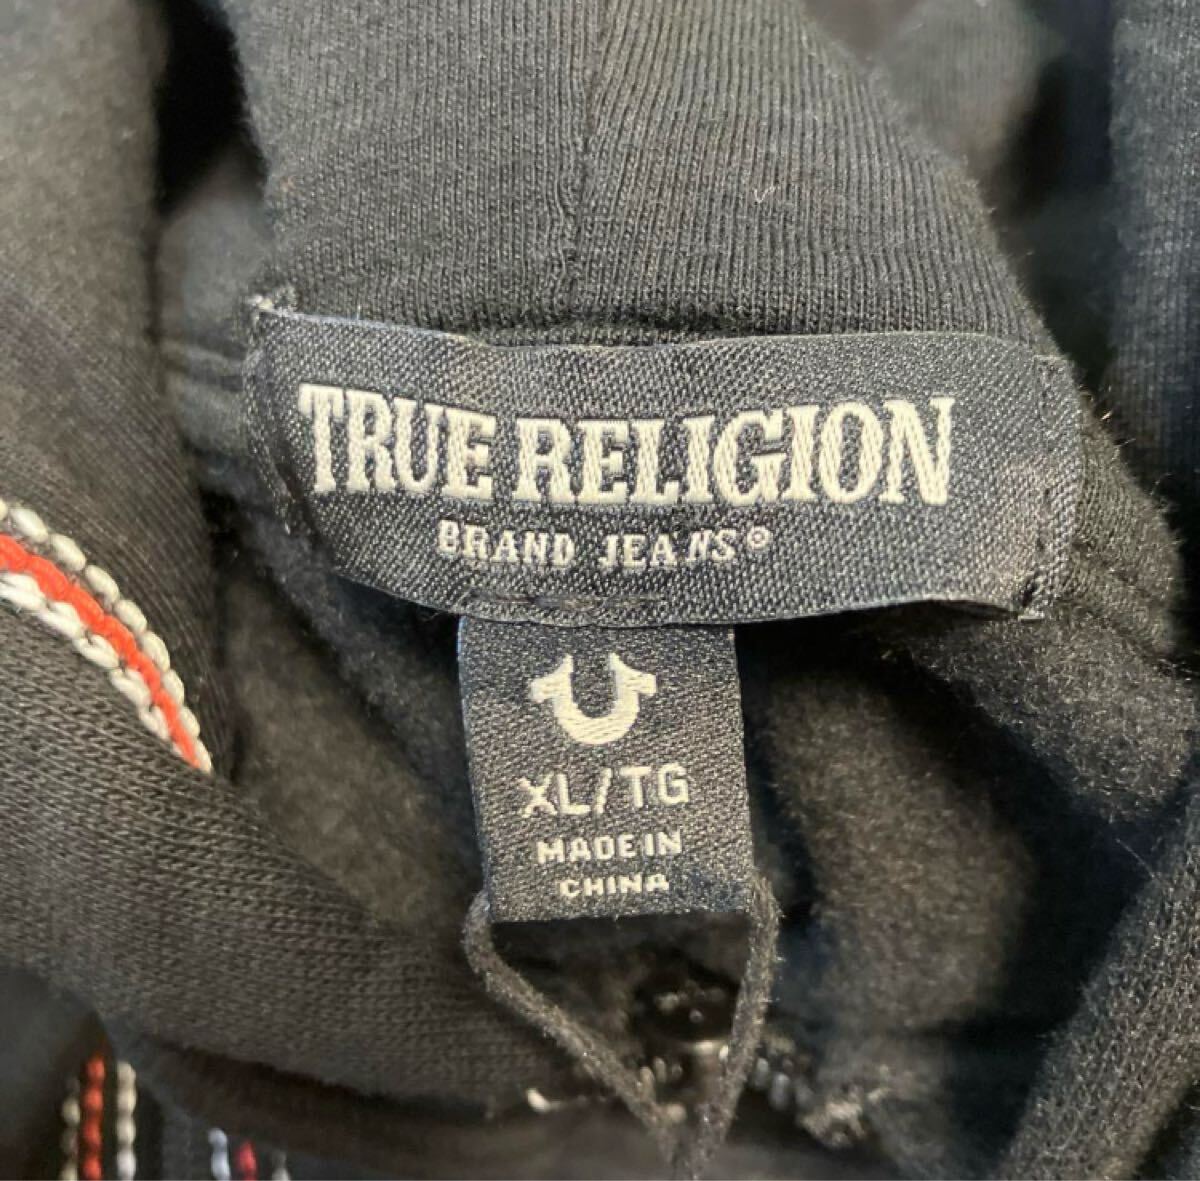 TRUE RELIGION
BRAND JEANS®
XL/TG
MADE IN
CHINA